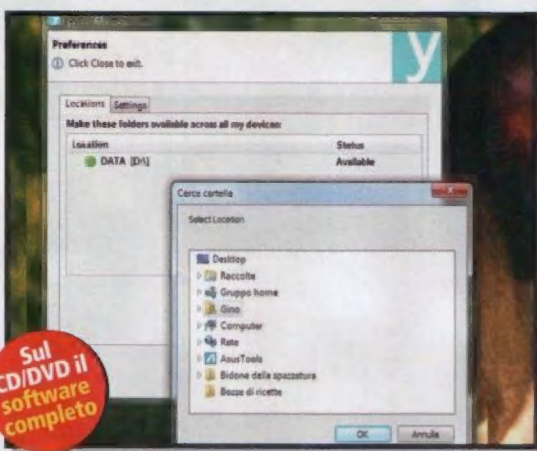 Preferences
Click Close to exit.
y
Locations Settings
Make these folders available across all my devices:
Location Status
DATA [D:\] Available
Cerca cartella
Select Location
Desktop
Raccolte
Gruppo home
Gino
Computer
Rete
AsusTools
Bidone della spazzatura
Bozze di ricette
OK Annulla
Sul
CD/DVD il
software
completo